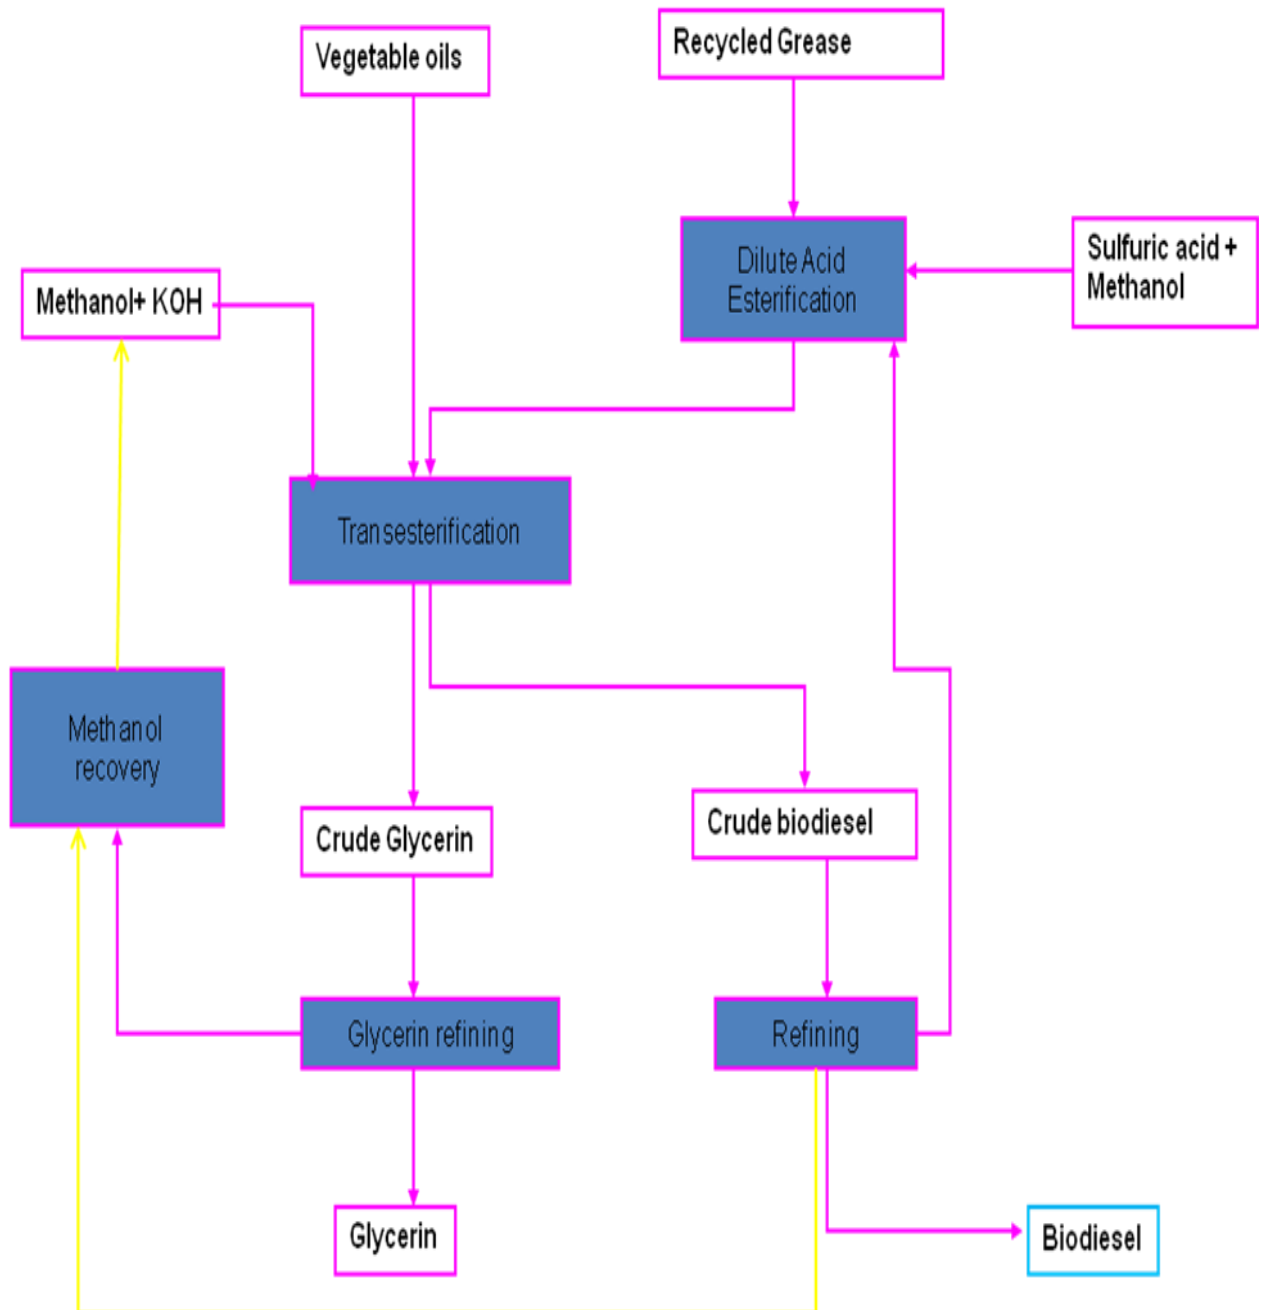 Vegetable oils
Recycled Grease
Dilute Acid
Esterification
Sulfuric acid +
Methanol
Methanol+ KOH
Transesterification
Methanol
recovery
Crude Glycerin
Crude biodiesel
Glycerin refining
Refining
Glycerin
Biodiesel